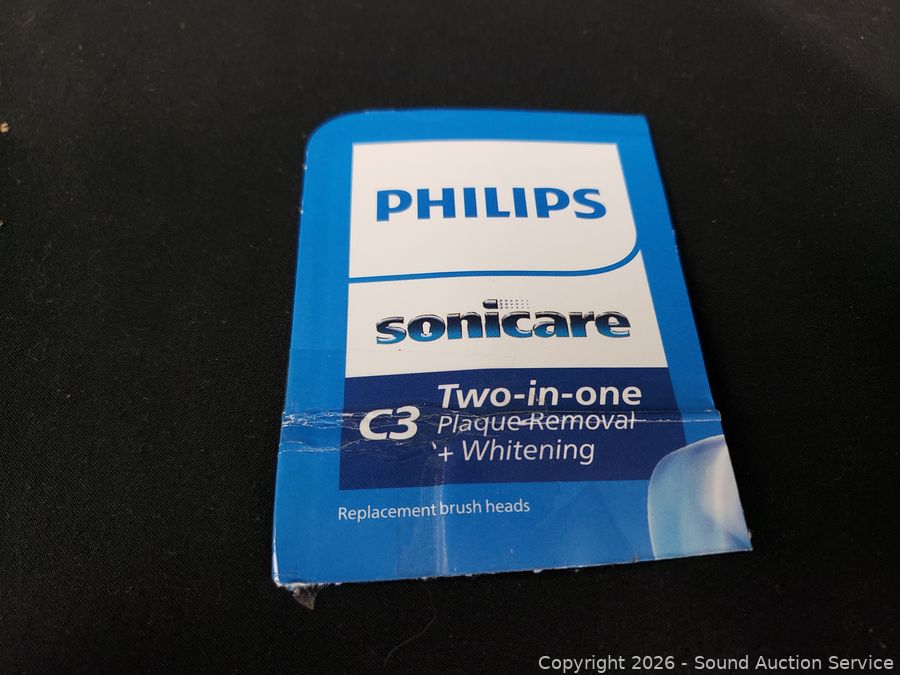 PHILIPS
sonicare
C3 Two-in-one
Plaque Removal
+ Whitening
Replacement brush heads
Copyright 2026 - Sound Auction Service